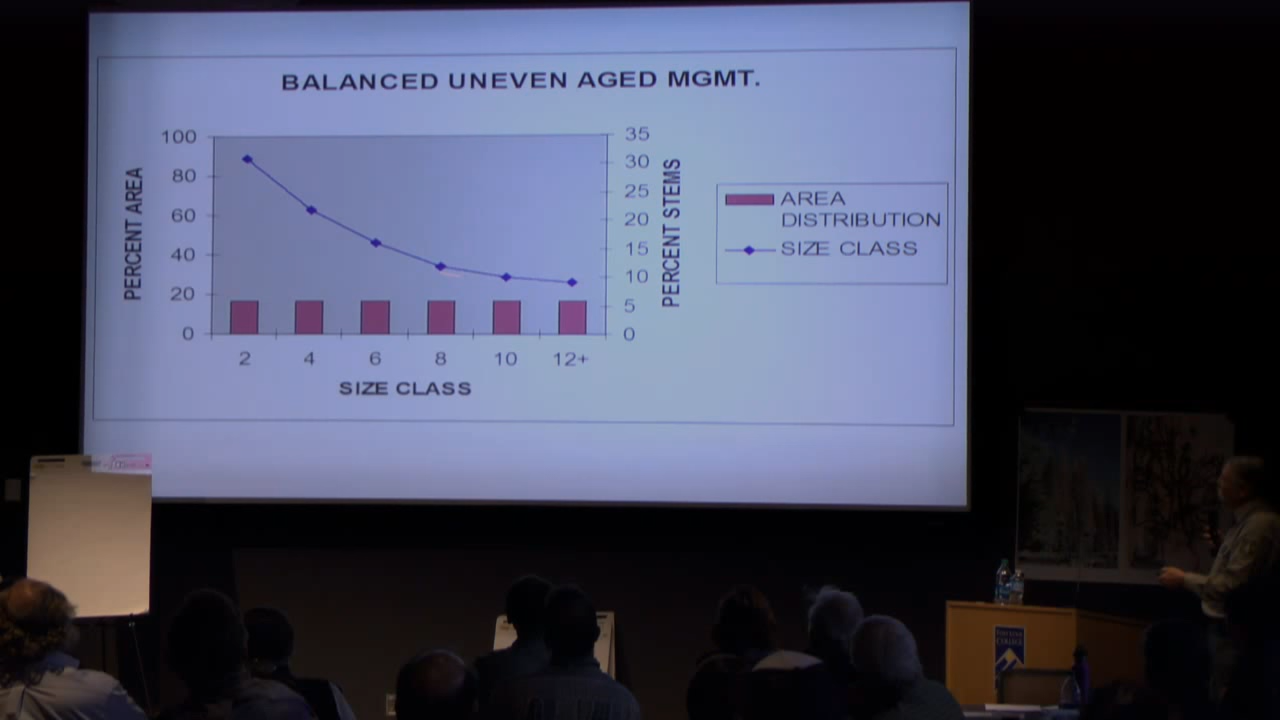 BALANCED UNEVEN AGED MGMT.
PERCENT AREA
100
80
60
40
20
0
35
30
25
20
15
10
5
0
PERCENT STEMS
2 4 6 8 10 12+
SIZE CLASS
AREA
DISTRIBUTION
SIZE CLASS
COLLEGE